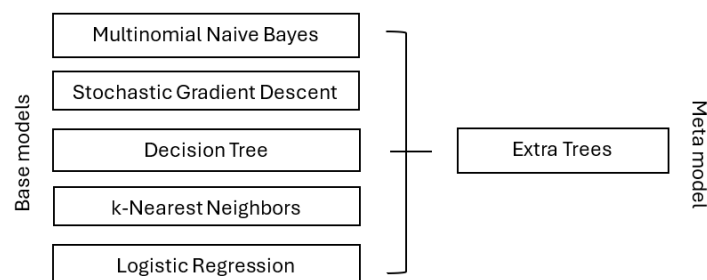 Base models
Multinomial Naive Bayes
Stochastic Gradient Descent
Decision Tree
k-Nearest Neighbors
Logistic Regression
Extra Trees
Meta model